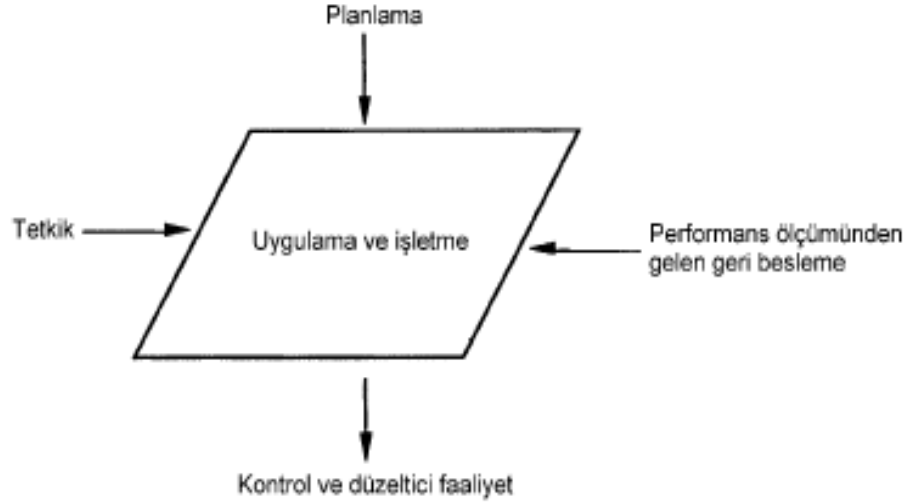 Planlama
Tetkik
Uygulama ve işletme
Performans ölçümünden
gelen geri besleme
Kontrol ve düzeltici faaliyet